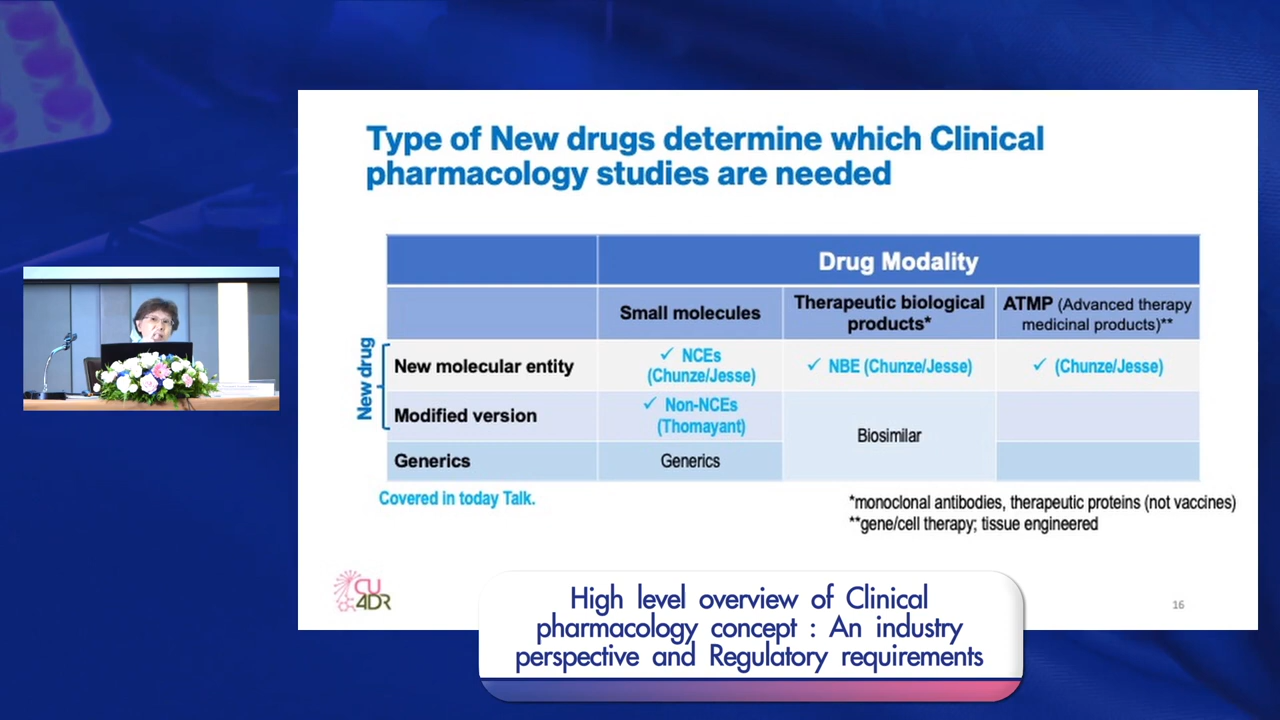 Type of New drugs determine which Clinical
pharmacology studies are needed
Drug Modality
Small molecules
Therapeutic biological
products*
ATMP (Advanced therapy
medicinal products)**
New drug
New molecular entity
✓ NCEs
(Chunze/Jesse)
✓ NBE (Chunze/Jesse)
✓ (Chunze/Jesse)
Modified version
✓ Non-NCEs
(Thomayant)
Biosimilar
Generics
Generics
Covered in today Talk.
*monoclonal antibodies, therapeutic proteins (not vaccines)
**gene/cell therapy; tissue engineered
CU
4DR
16
High level overview of Clinical
pharmacology concept : An industry
perspective and Regulatory requirements